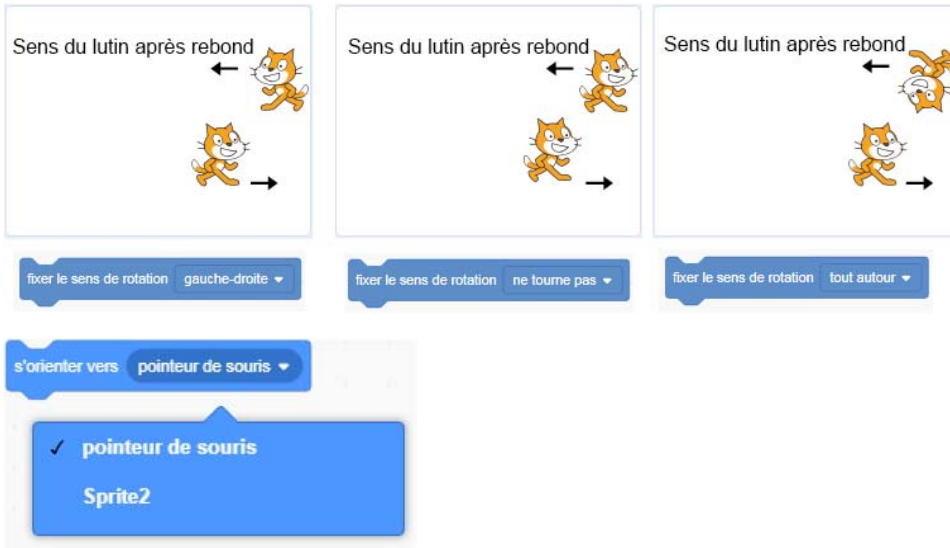 Sens du lutin après rebond
Sens du lutin après rebond
Sens du lutin après rebond
fixer le sens de rotation gauche-droite
fixer le sens de rotation ne tourne pas
fixer le sens de rotation tout autour
s'orienter vers pointeur de souris
✓ pointeur de souris
Sprite2